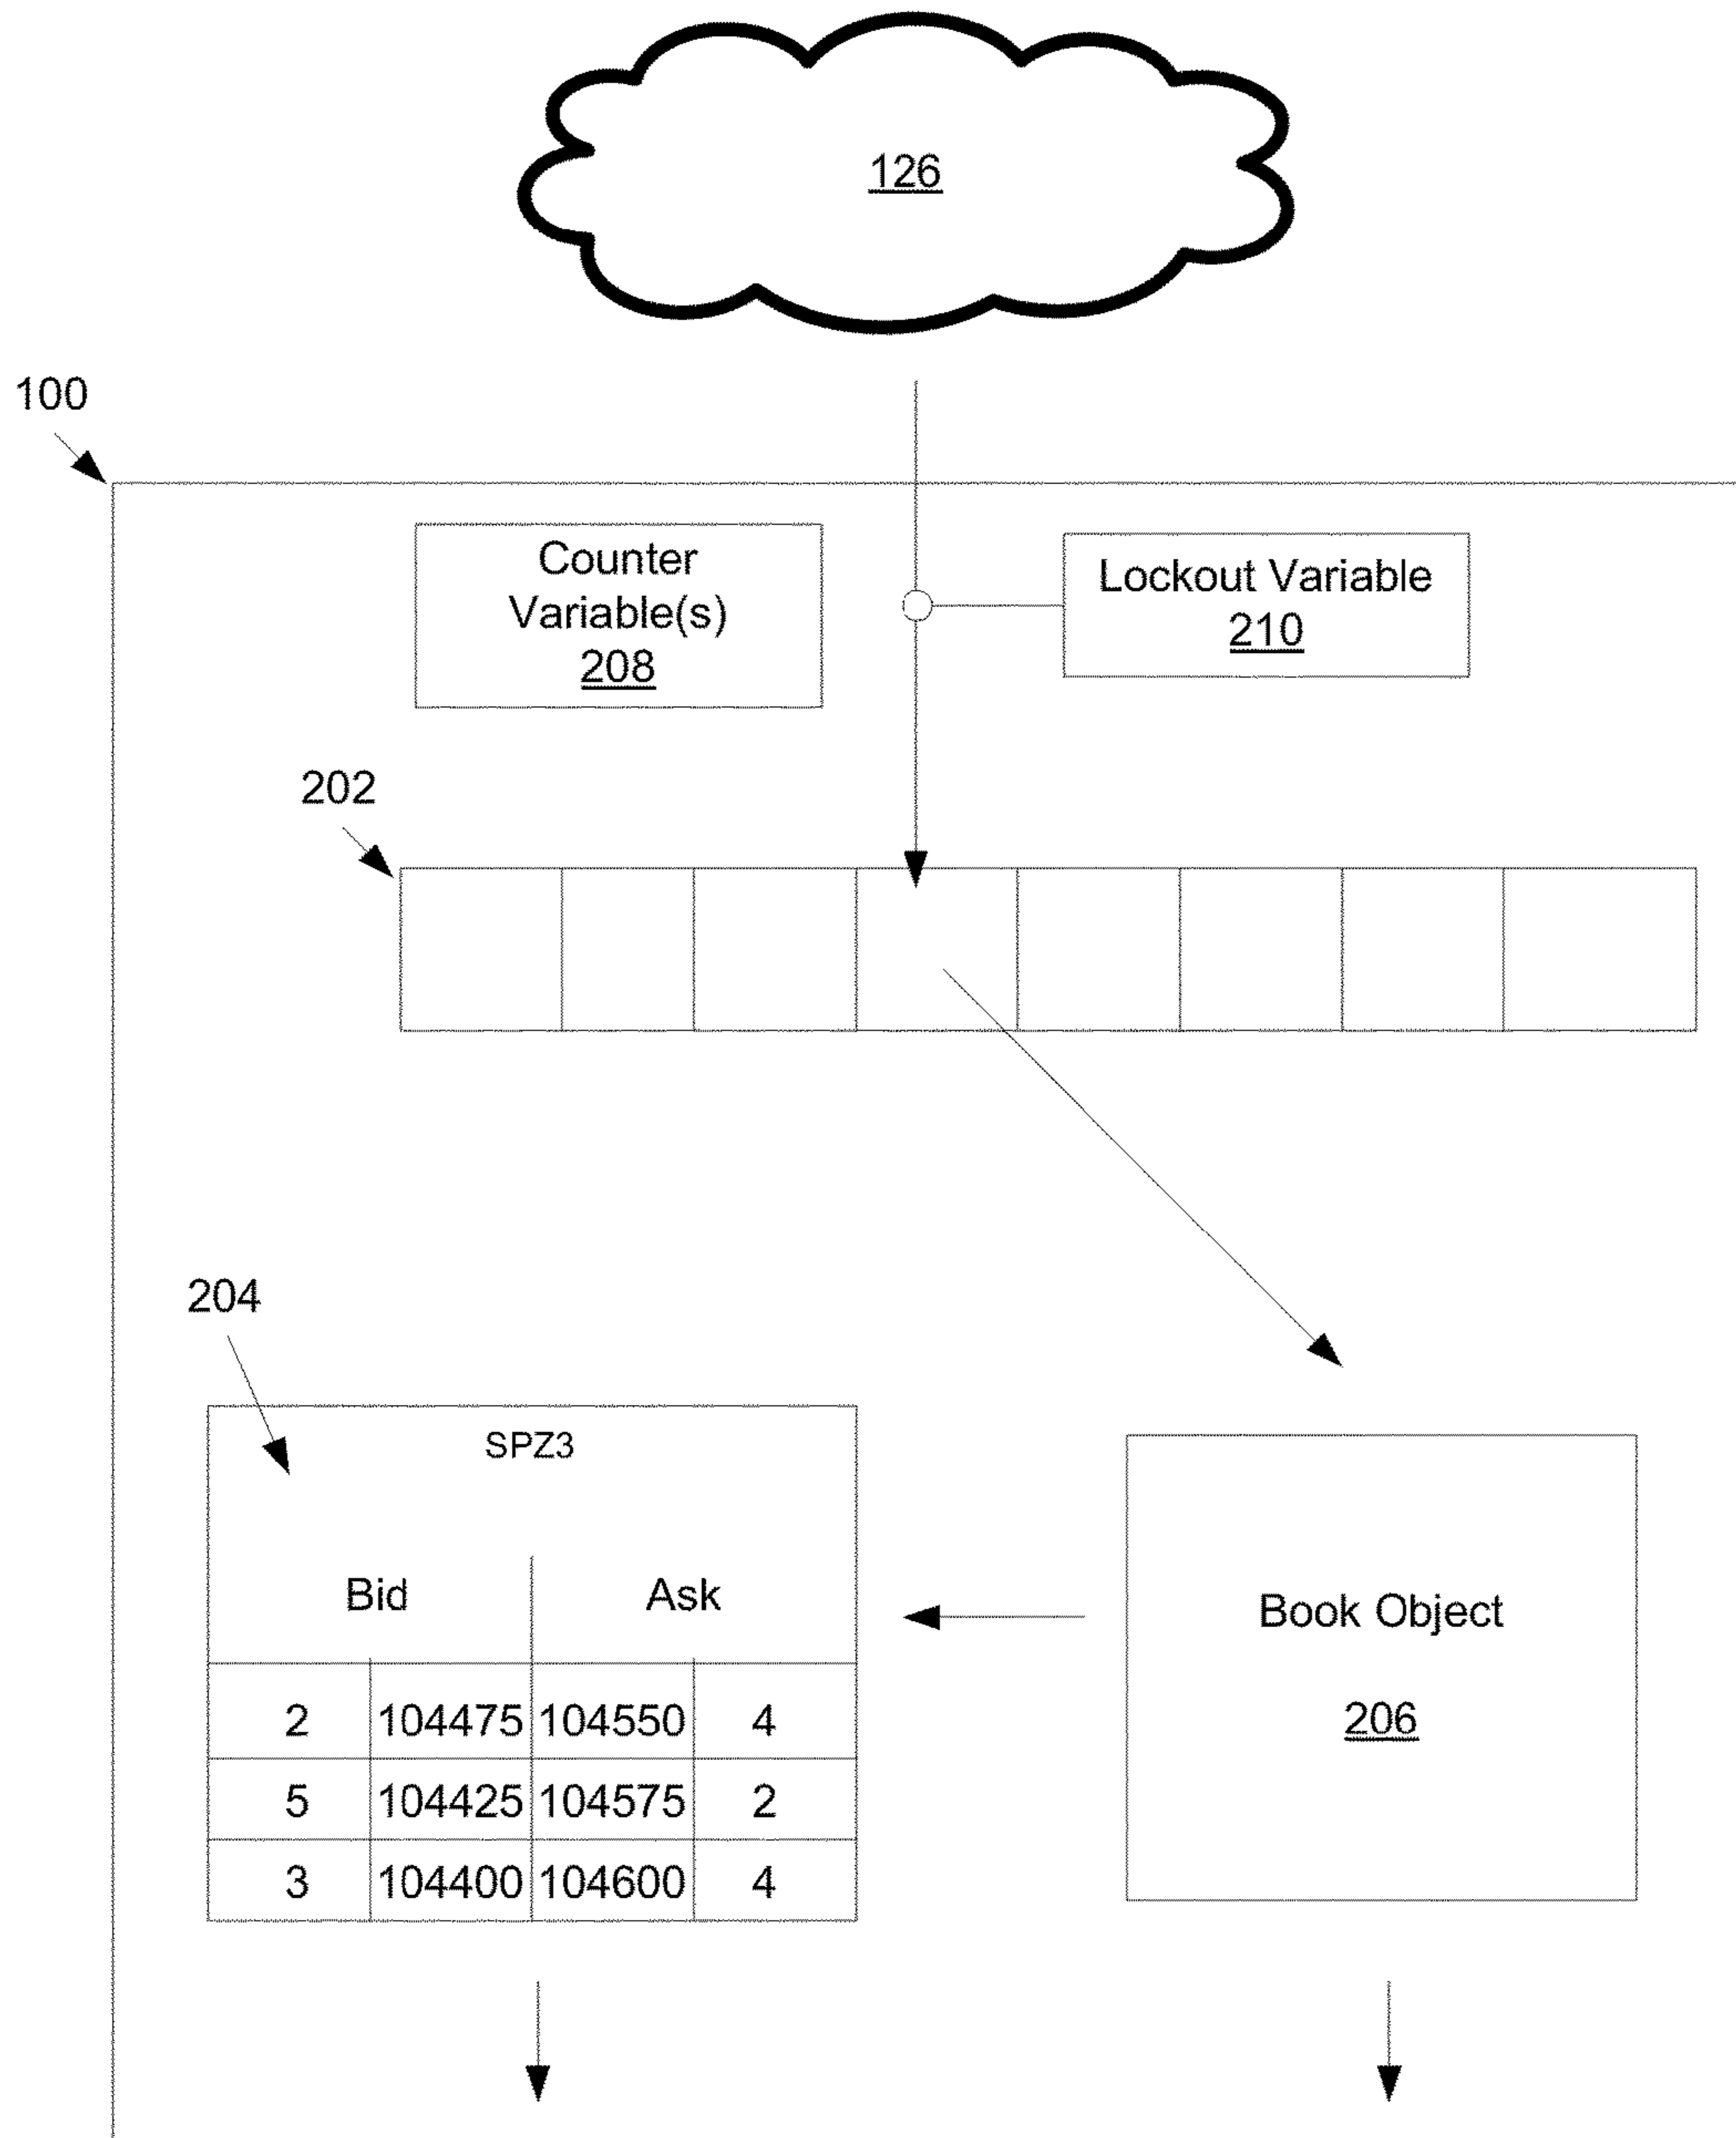 126
100
Counter
Variable(s)
208
Lockout Variable
210
202
204
SPZ3
Bid Ask
2 104475 104550 4
5 104425 104575 2
3 104400 104600 4
Book Object
206